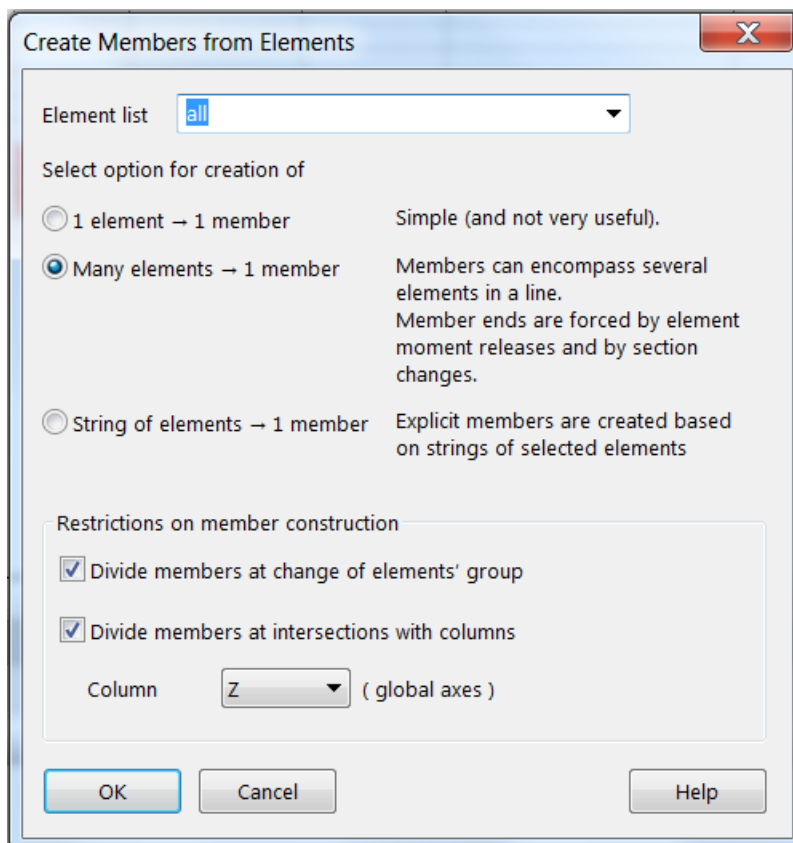 Create Members from Elements
Element list all
Select option for creation of
1 element → 1 member Simple (and not very useful).
Many elements → 1 member Members can encompass several
elements in a line.
Member ends are forced by element
moment releases and by section
changes.
String of elements → 1 member Explicit members are created based
on strings of selected elements
Restrictions on member construction
Divide members at change of elements' group
Divide members at intersections with columns
Column Z ( global axes )
OK Cancel Help